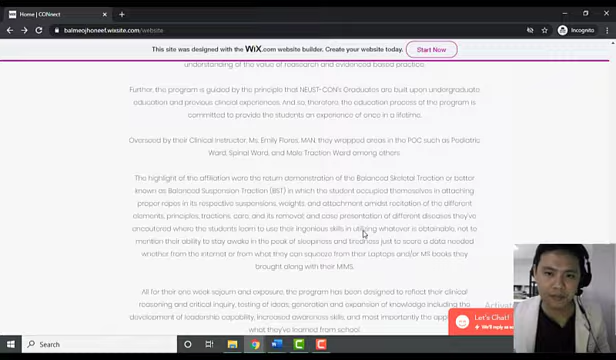 Home | CONnect
balmeojhoneef.wixsite.com/website
Incognito
This site was designed with the WiX.com website builder. Create your website today. Start Now
understanding of the value of reasearch and evidenced based practice.
Further, the program is guided by the principle that NEUST-CON's Graduates are built upon undergraduate
education and previous clinical experiences. And so, therefore, the education process of the program is
committed to provide the students an experience of once in a lifetime.
Overseed by their Clinical Instructor, Ms. Emily Flores, MAN, they wrapped areas in the POC such as Pediatric
Ward, Spinal Ward, and Male Traction Ward among others.
The highlight of the affiliation were the return demonstration of the Balanced Skeletal Traction or better
known as Balanced Suspension Traction (BST) in which the student occupied themselves in attaching
proper ropes in its respective suspensions, weights, and attachment amidst recitation of the different
elements, principles, tractions, care, and its removal; and case presentation of different diseases they've
encountered where the students learn to use their ingenious skills in utilizing whatever is obtainable, not to
mention their ability to stay awake in the peak of sleepiness and tiredness just to score a data needed
whether from the internet or from what they can squeeze from their Laptops and/or MS books they
brought along with their MIMS.
All for their one week sojourn and exposure, the program has been designed to reflect their clinical
reasoning and critical inquiry, testing of ideas, generation and expansion of knowledge including the
development of leadership capability, increased awareness skills, and most importantly the
what they've learned from school.
Let's Chat!
Search